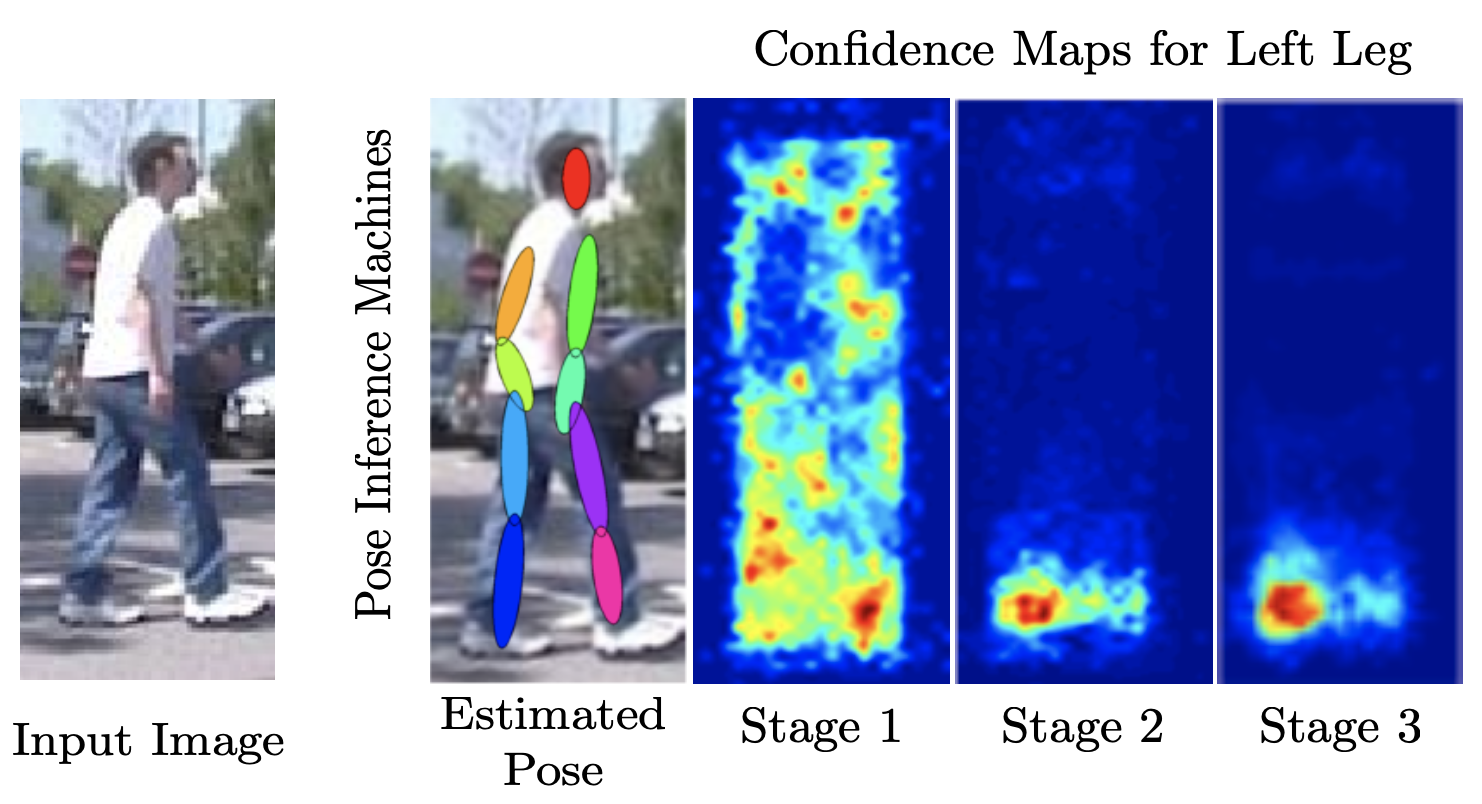 Confidence Maps for Left Leg
Pose Inference Machines
Input Image
Estimated
Pose
Stage 1
Stage 2
Stage 3